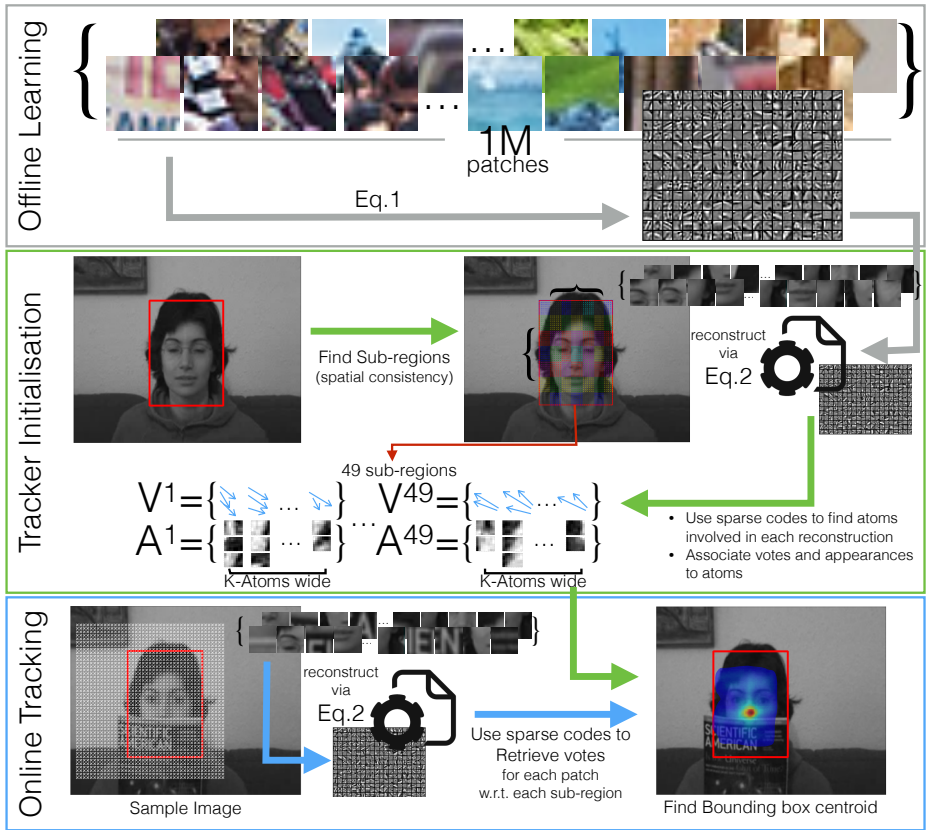 Offline Learning
...
...
1M
patches
Eq.1
Tracker Initialisation
Find Sub-regions
(spatial consistency)
...
...
reconstruct
via
Eq.2
49 sub-regions
V1={ ... }
...
V49={ ... }
A1={ ... }
A49={ ... }
K-Atoms wide
K-Atoms wide
• Use sparse codes to find atoms
involved in each reconstruction
• Associate votes and appearances
to atoms
Online Tracking
...
...
IEN
reconstruct
via
Eq.2
SCIENTIFIC
AMERICAN
Sample Image
Use sparse codes to
Retrieve votes
for each patch
w.r.t. each sub-region
SCIENTIFIC
AMERICAN
Find Bounding box centroid